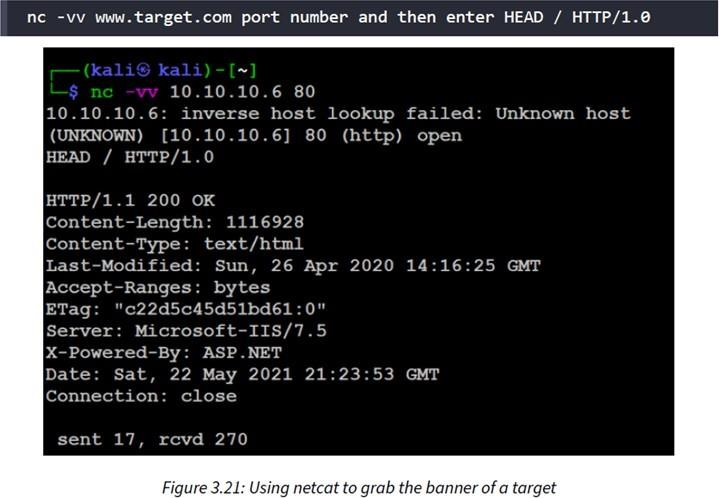 nc -vv www.target.com port number and then enter HEAD / HTTP/1.0
┌──(kali㉿ kali)-[~]
└─$ nc -vv 10.10.10.6 80
10.10.10.6: inverse host lookup failed: Unknown host
(UNKNOWN) [10.10.10.6] 80 (http) open
HEAD / HTTP/1.0
HTTP/1.1 200 OK
Content-Length: 1116928
Content-Type: text/html
Last-Modified: Sun, 26 Apr 2020 14:16:25 GMT
Accept-Ranges: bytes
ETag: "c22d5c45d51bd61:0"
Server: Microsoft-IIS/7.5
X-Powered-By: ASP.NET
Date: Sat, 22 May 2021 21:23:53 GMT
Connection: close
sent 17, rcvd 270
Figure 3.21: Using netcat to grab the banner of a target